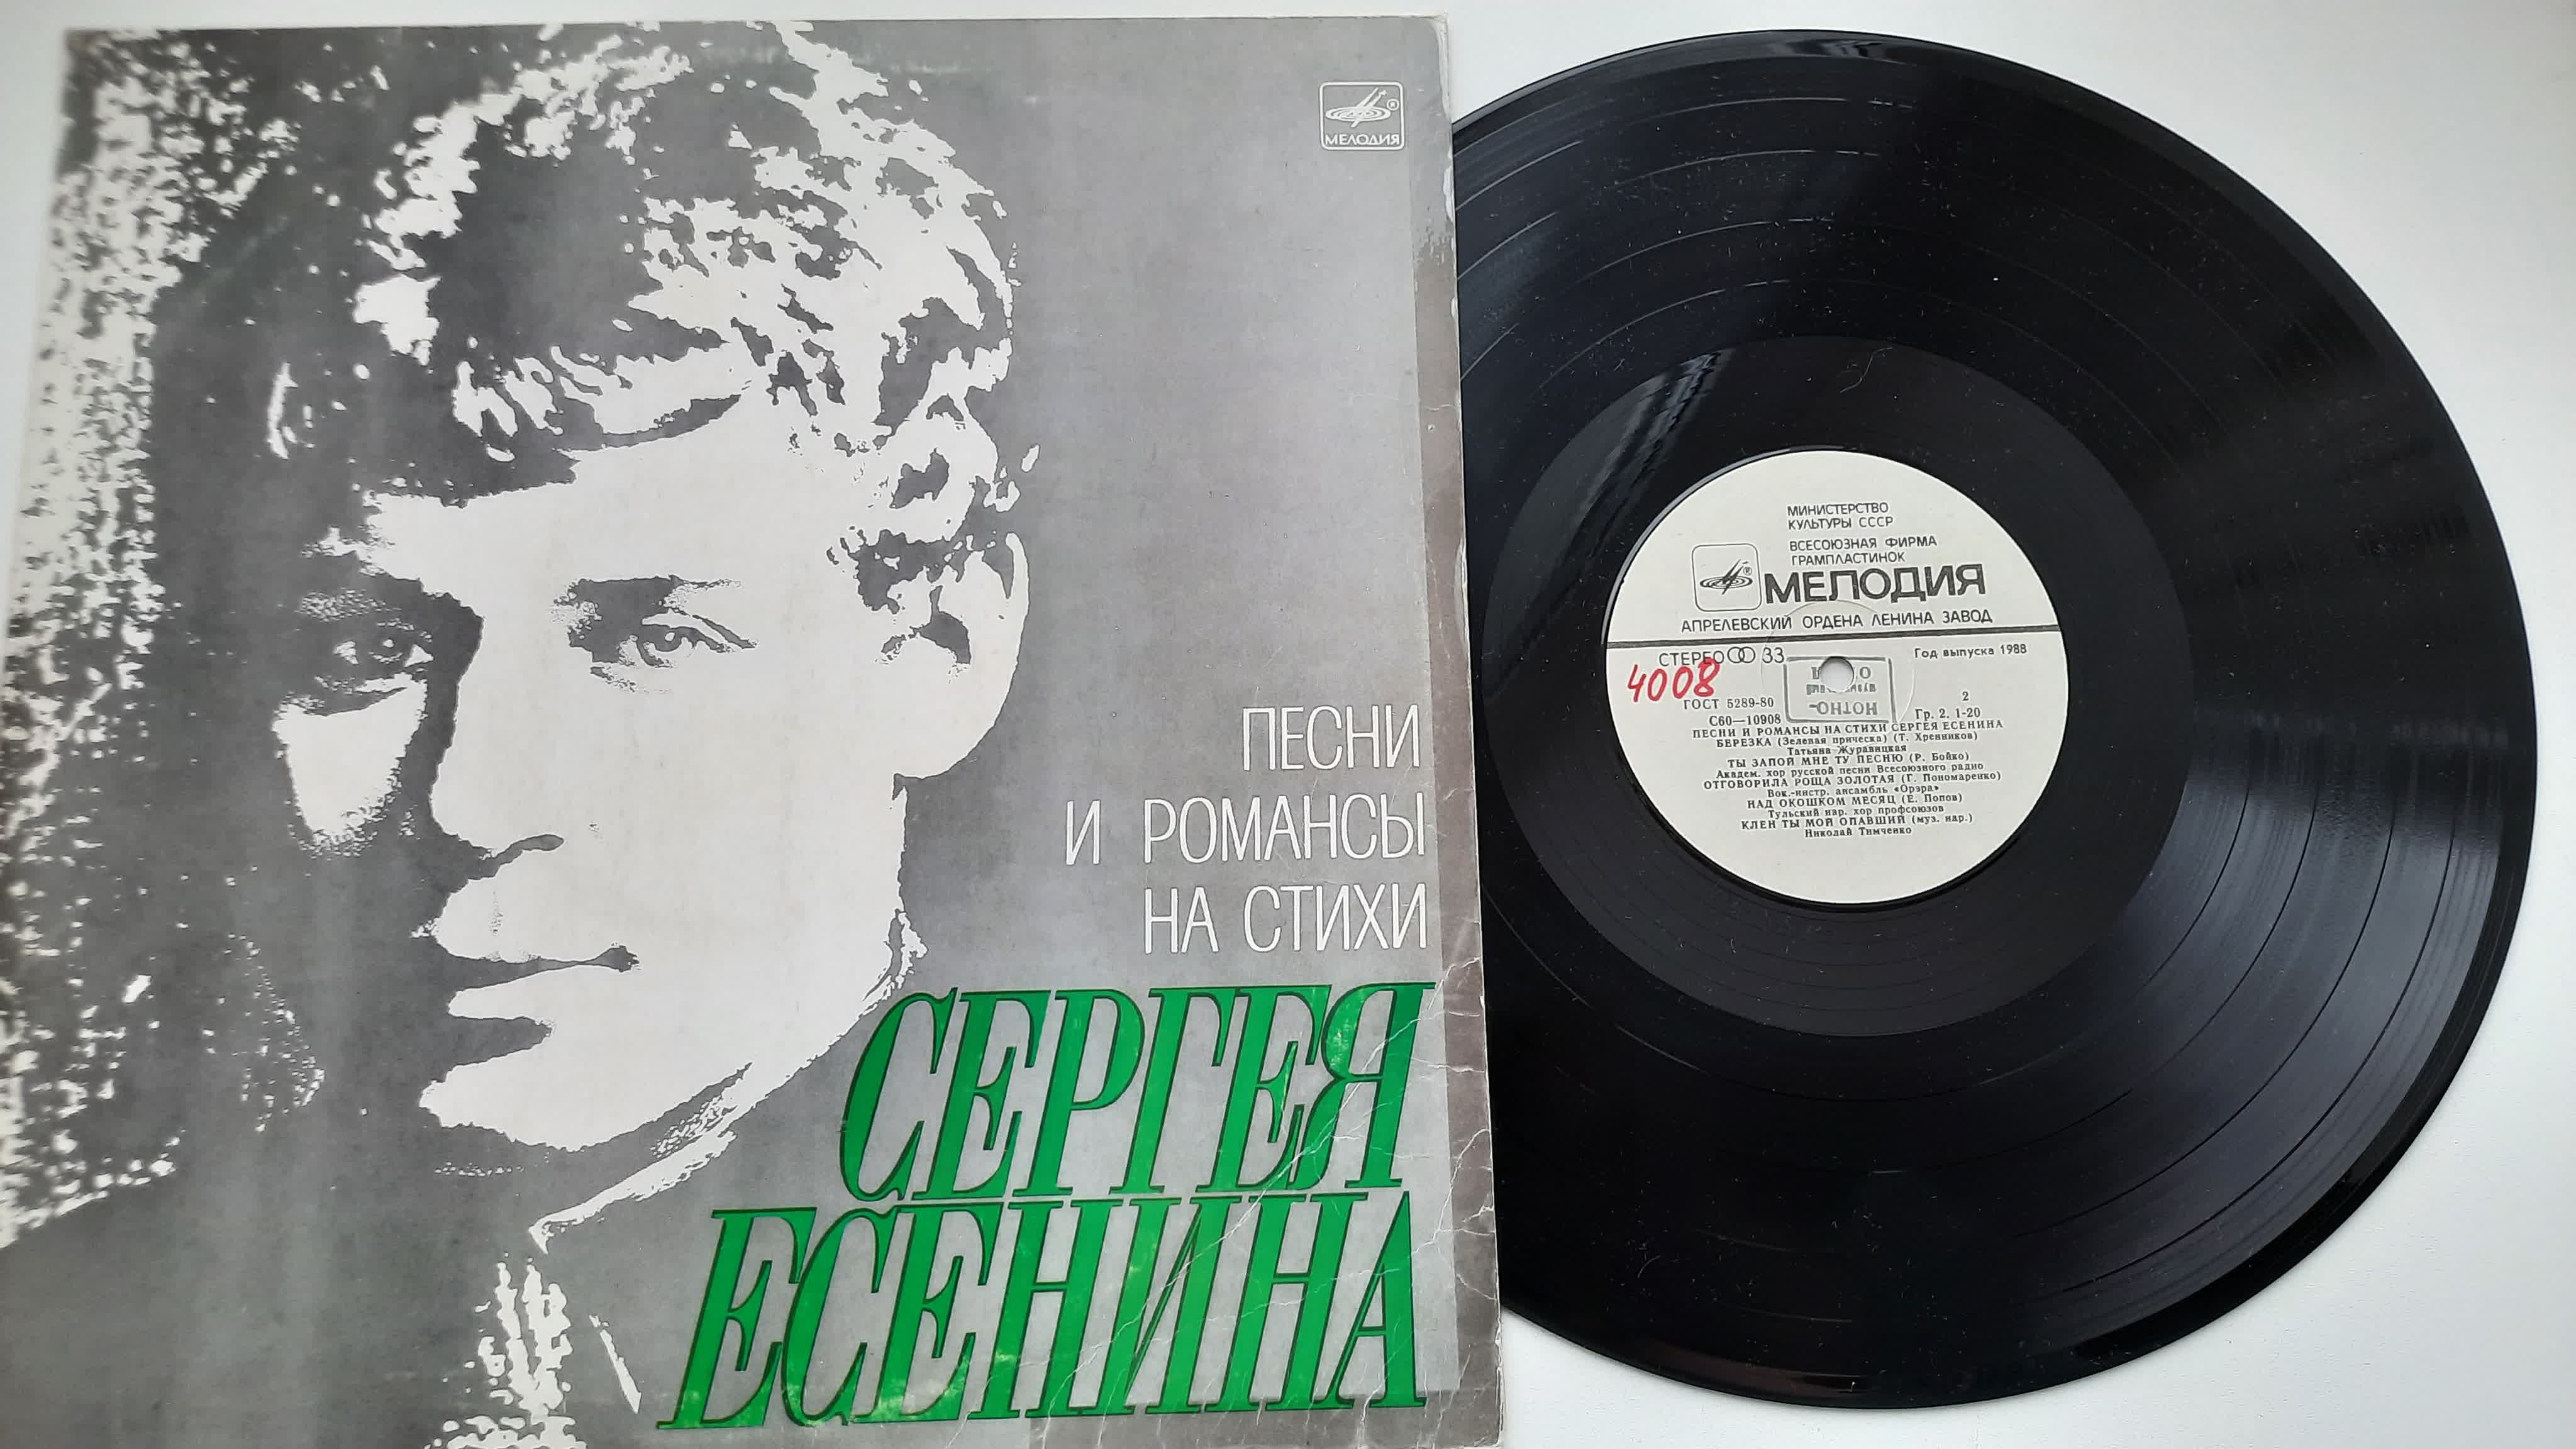 МЕЛОДИЯ
ПЕСНИ
И РОМАНСЫ
НА СТИХИ
СЕРГЕЯ
ЕСЕНИНА
МИНИСТЕРСТВО
КУЛЬТУРЫ СССР
ВСЕСОЮЗНАЯ ФИРМА
ГРАМПЛАСТИНОК
МЕЛОДИЯ
АПРЕЛЕВСКИЙ ОРДЕНА ЛЕНИНА ЗАВОД
СТЕРЕО 33
Год выпуска 1988
4008
ГОСТ 5289-80
2
С60—10908
Гр. 2. 1-20
НОТНО-
ПЕСНИ И РОМАНСЫ НА СТИХИ СЕРГЕЯ ЕСЕНИНА
БЕРЕЗКА (Зеленая прическа) (Т. Хренников)
Татьяна Журавицкая
ТЫ ЗАПОЙ МНЕ ТУ ПЕСНЮ (Р. Бойко)
Академ. хор русской песни Всесоюзного радио
ОТГОВОРИЛА РОЩА ЗОЛОТАЯ (Г. Пономаренко)
Вок.-инстр. ансамбль «Орэра»
НАД ОКОШКОМ МЕСЯЦ (Е. Попов)
Тульский нар. хор профсоюзов
КЛЕН ТЫ МОЙ ОПАВШИЙ (муз. нар.)
Николай Тимченко